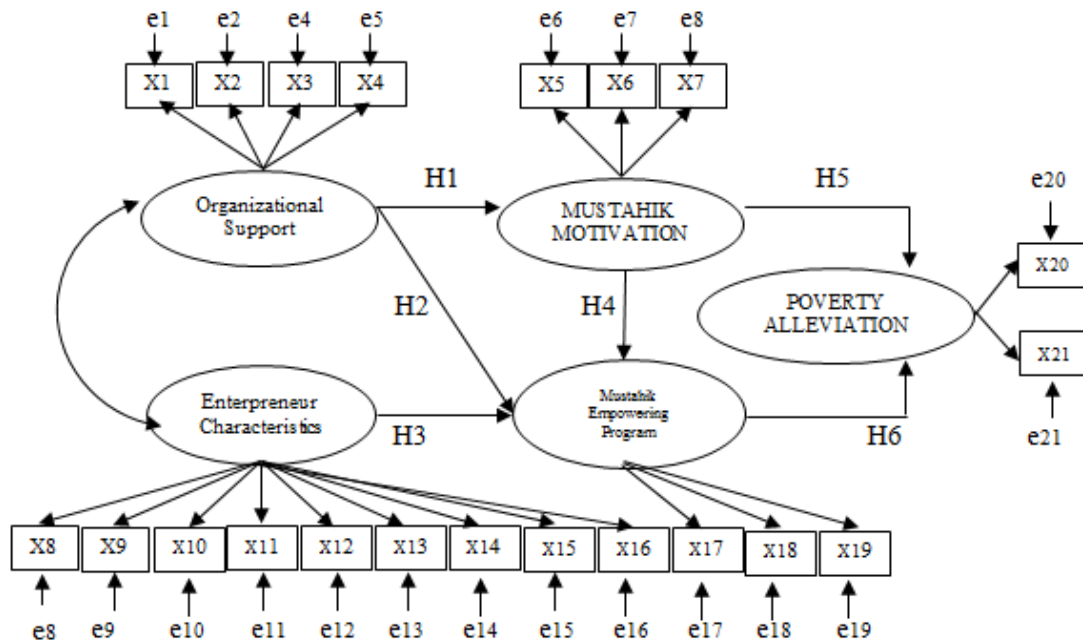 e1 e2 e4 e5 e6 e7 e8
X1 X2 X3 X4 X5 X6 X7
H1 H5
Organizational
Support
MUSTAHIK
MOTIVATION
e20
X20
H2 H4
POVERTY
ALLEVIATION
X21
Enterpreneur
Characteristics
Mustahik
Empowering
Program
H3 H6
e21
X8 X9 X10 X11 X12 X13 X14 X15 X16 X17 X18 X19
e8 e9 e10 e11 e12 e13 e14 e15 e16 e17 e18 e19